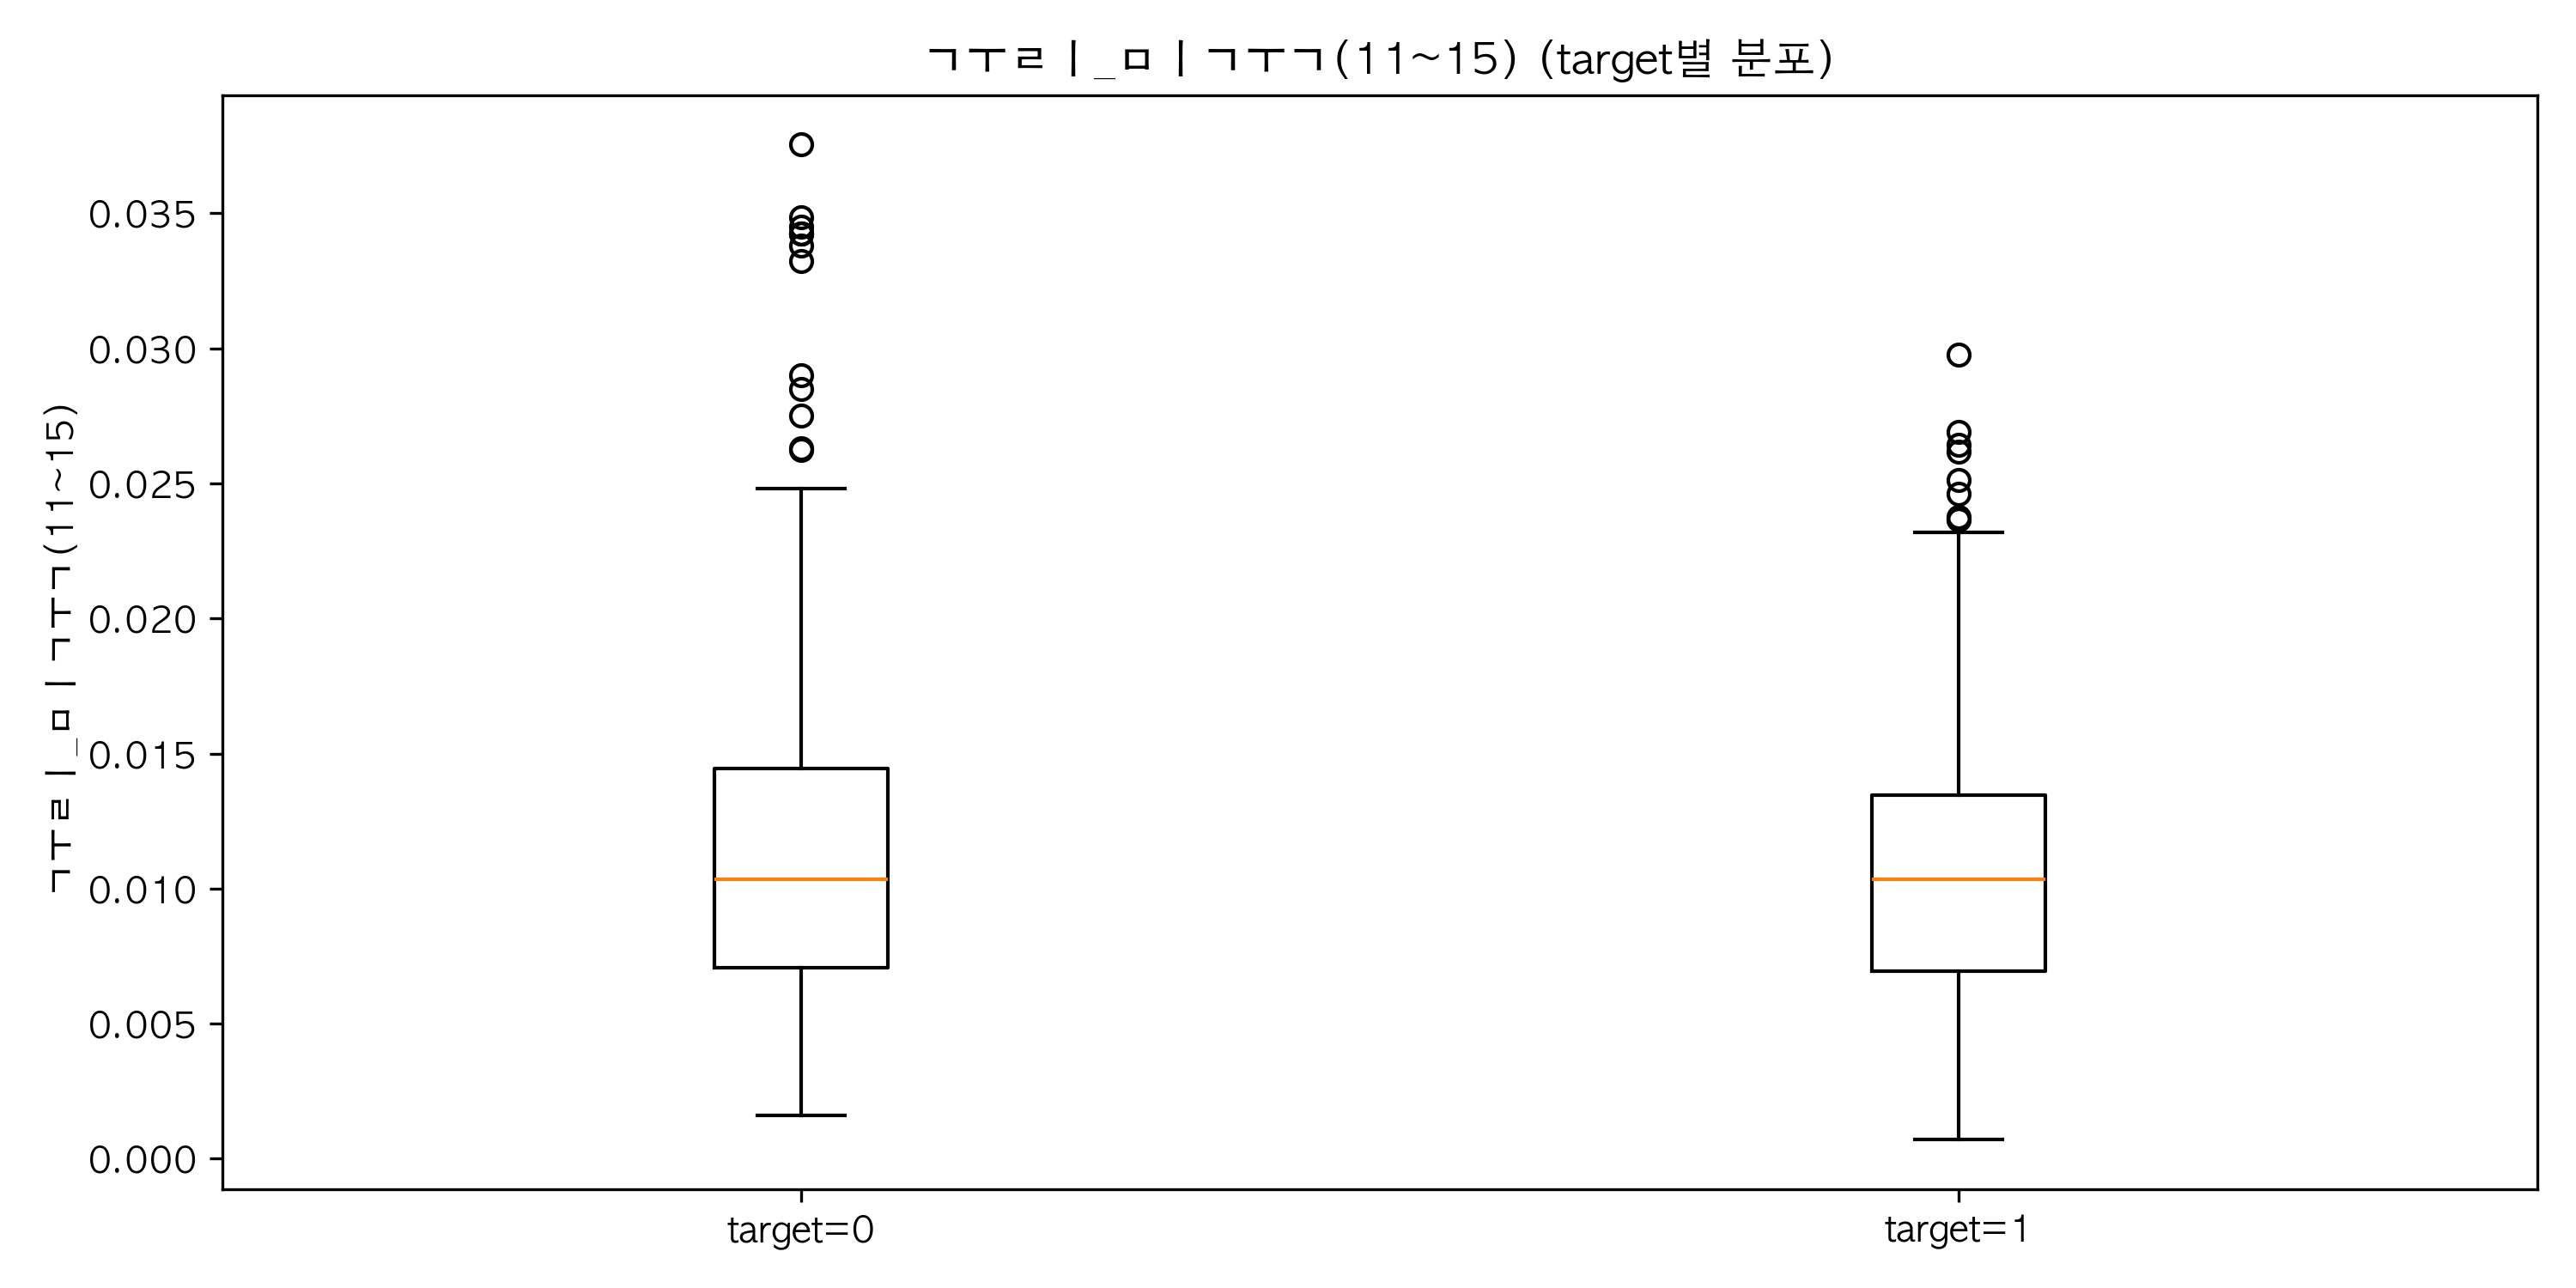 ㄱㅜㄹㅣ_ㅁㅣㄱㅜㄱ(11~15) (target별 분포)
ㄱㅜㄹㅣ_ㅁㅣㄱㅜㄱ(11~15)
0.035
0.030
0.025
0.020
0.015
0.010
0.005
0.000
target=0
target=1